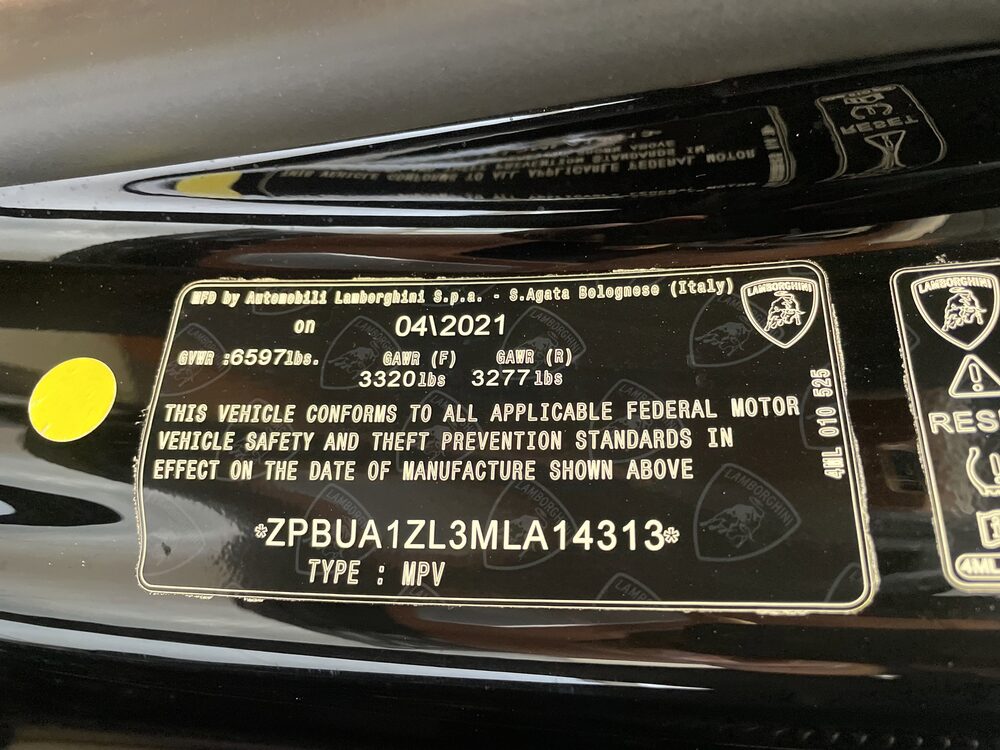 RESET
MFD by Automobili Lamborghini S.p.a. - S.Agata Bolognese (Italy)
on 04\2021
GVWR :6597lbs. GAWR (F) GAWR (R)
3320lbs 3277lbs
THIS VEHICLE CONFORMS TO ALL APPLICABLE FEDERAL MOTOR
VEHICLE SAFETY AND THEFT PREVENTION STANDARDS IN
EFFECT ON THE DATE OF MANUFACTURE SHOWN ABOVE
*ZPBUA1ZL3MLA14313*
TYPE : MPV
4ML 010 525
LAMBORGHINI
LAMBORGHINI
RES
4ML